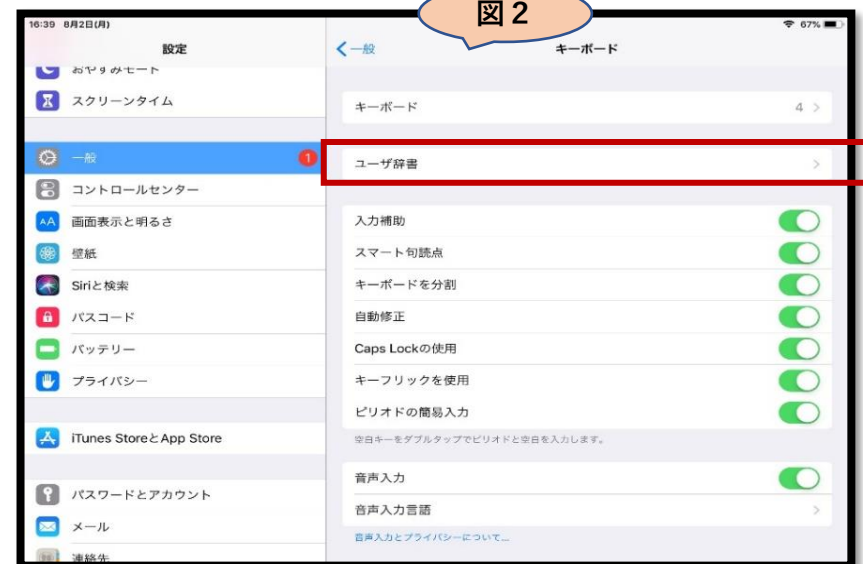 図２
16:39 8月2日(月)
67%
設定
おやすみモード
スクリーンタイム
一般
1
コントロールセンター
AA
画面表示と明るさ
壁紙
Siriと検索
パスコード
バッテリー
プライバシー
iTunes StoreとApp Store
パスワードとアカウント
メール
連絡先
一般
キーボード
キーボード
4
ユーザ辞書
入力補助
スマート句読点
キーボードを分割
自動修正
Caps Lockの使用
キーフリックを使用
ピリオドの簡易入力
空白キーをダブルタップでピリオドと空白を入力します。
音声入力
音声入力言語
音声入力とプライバシーについて...